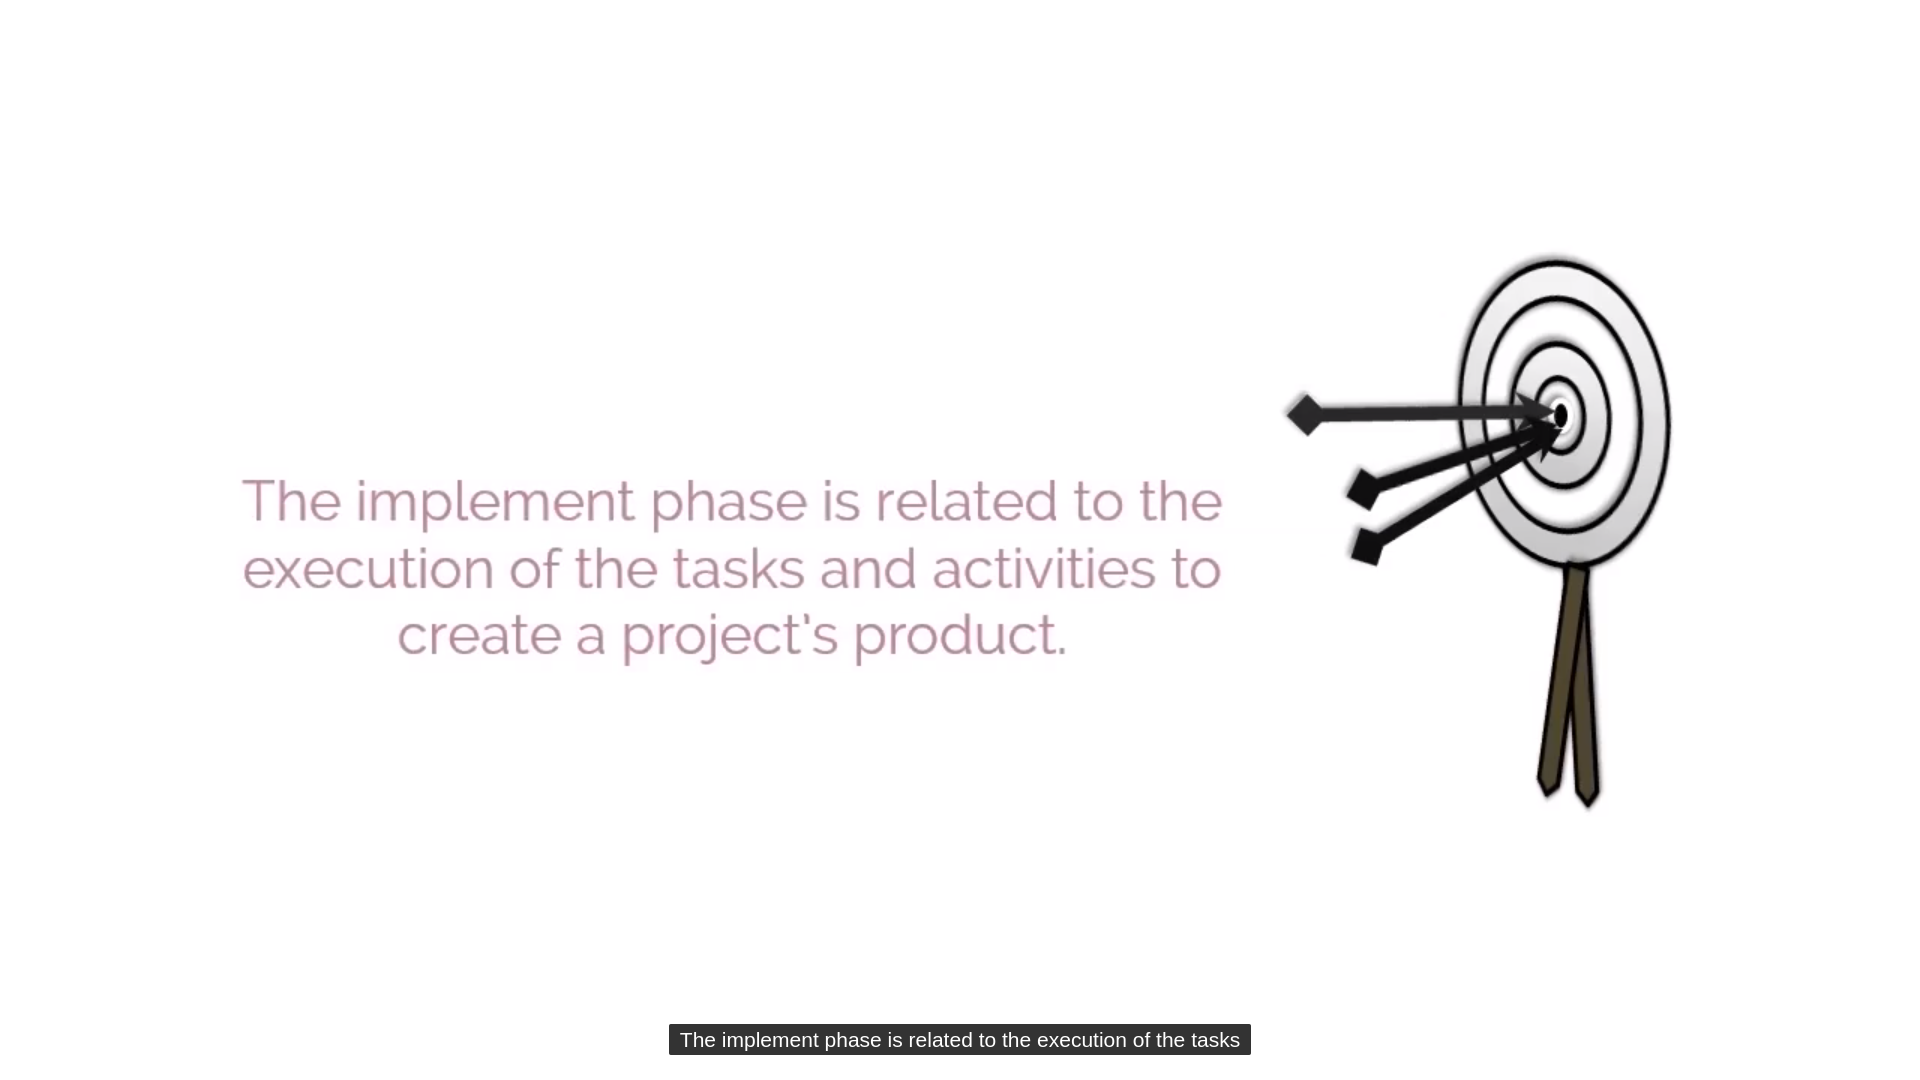 The implement phase is related to the
execution of the tasks and activities to
create a project's product.
The implement phase is related to the execution of the tasks